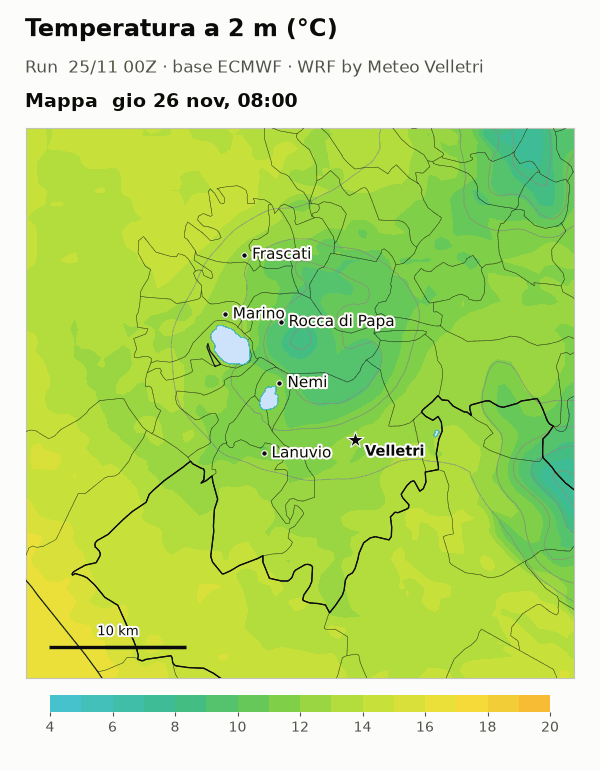 Temperatura a 2 m (°C)
Run  25/11 00Z · base ECMWF · WRF by Meteo Velletri
Mappa  gio 26 nov, 08:00
Frascati
Marino
Rocca di Papa
Nemi
Velletri
Lanuvio
10 km
4 6 8 10 12 14 16 18 20